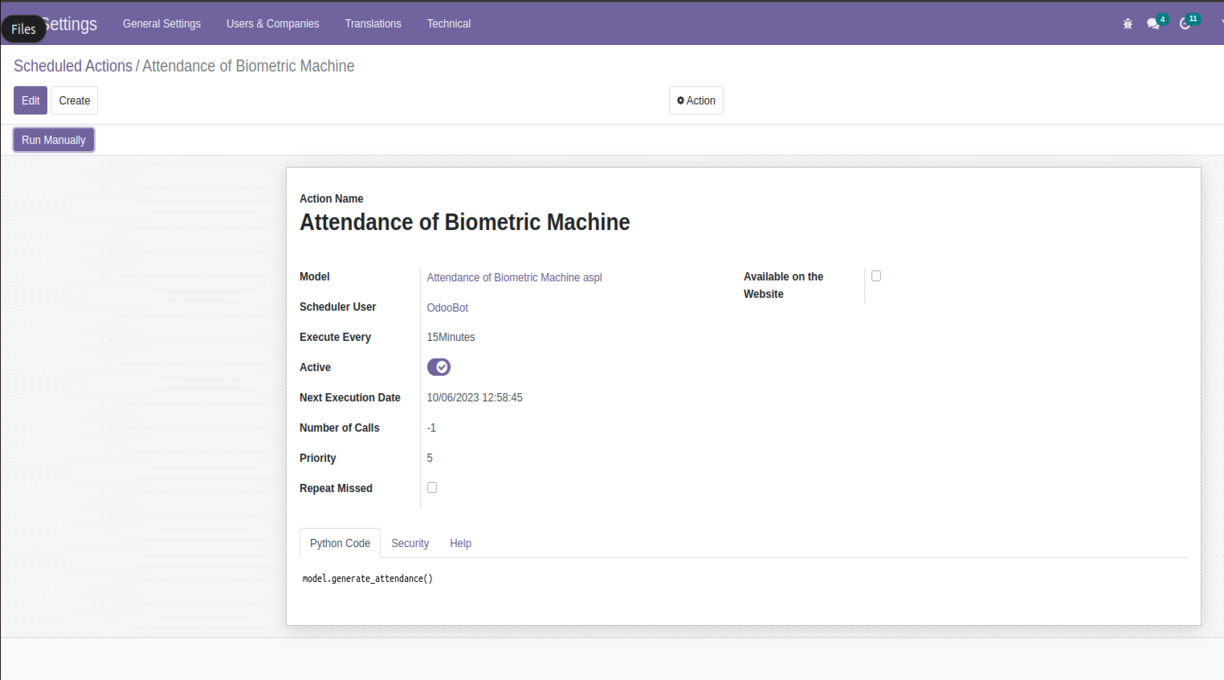 Files
Settings General Settings Users & Companies Translations Technical 4 11
Scheduled Actions / Attendance of Biometric Machine
Edit Create Action
Run Manually
Action Name
Attendance of Biometric Machine
Model Attendance of Biometric Machine aspl Available on the
Website
Scheduler User OdooBot
Execute Every 15Minutes
Active
Next Execution Date 10/06/2023 12:58:45
Number of Calls -1
Priority 5
Repeat Missed
Python Code Security Help
model.generate_attendance()